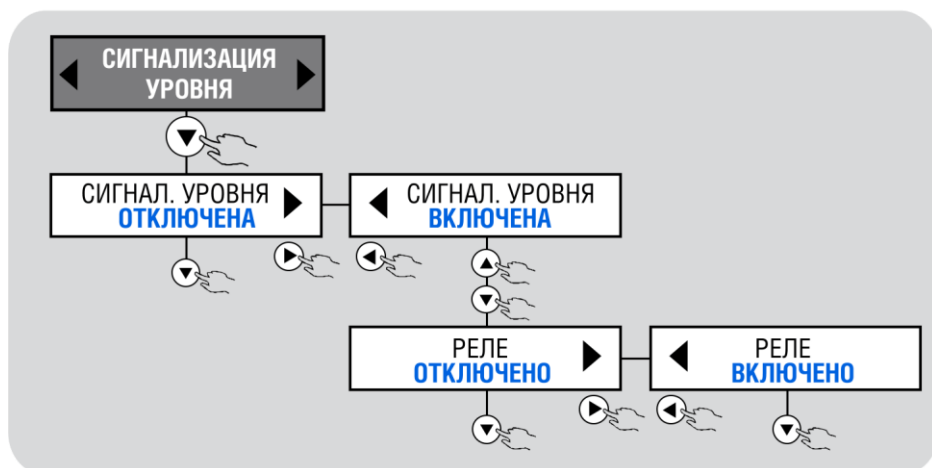 СИГНАЛИЗАЦИЯ
УРОВНЯ
СИГНАЛ. УРОВНЯ
ОТКЛЮЧЕНА
СИГНАЛ. УРОВНЯ
ВКЛЮЧЕНА
РЕЛЕ
ОТКЛЮЧЕНО
РЕЛЕ
ВКЛЮЧЕНО